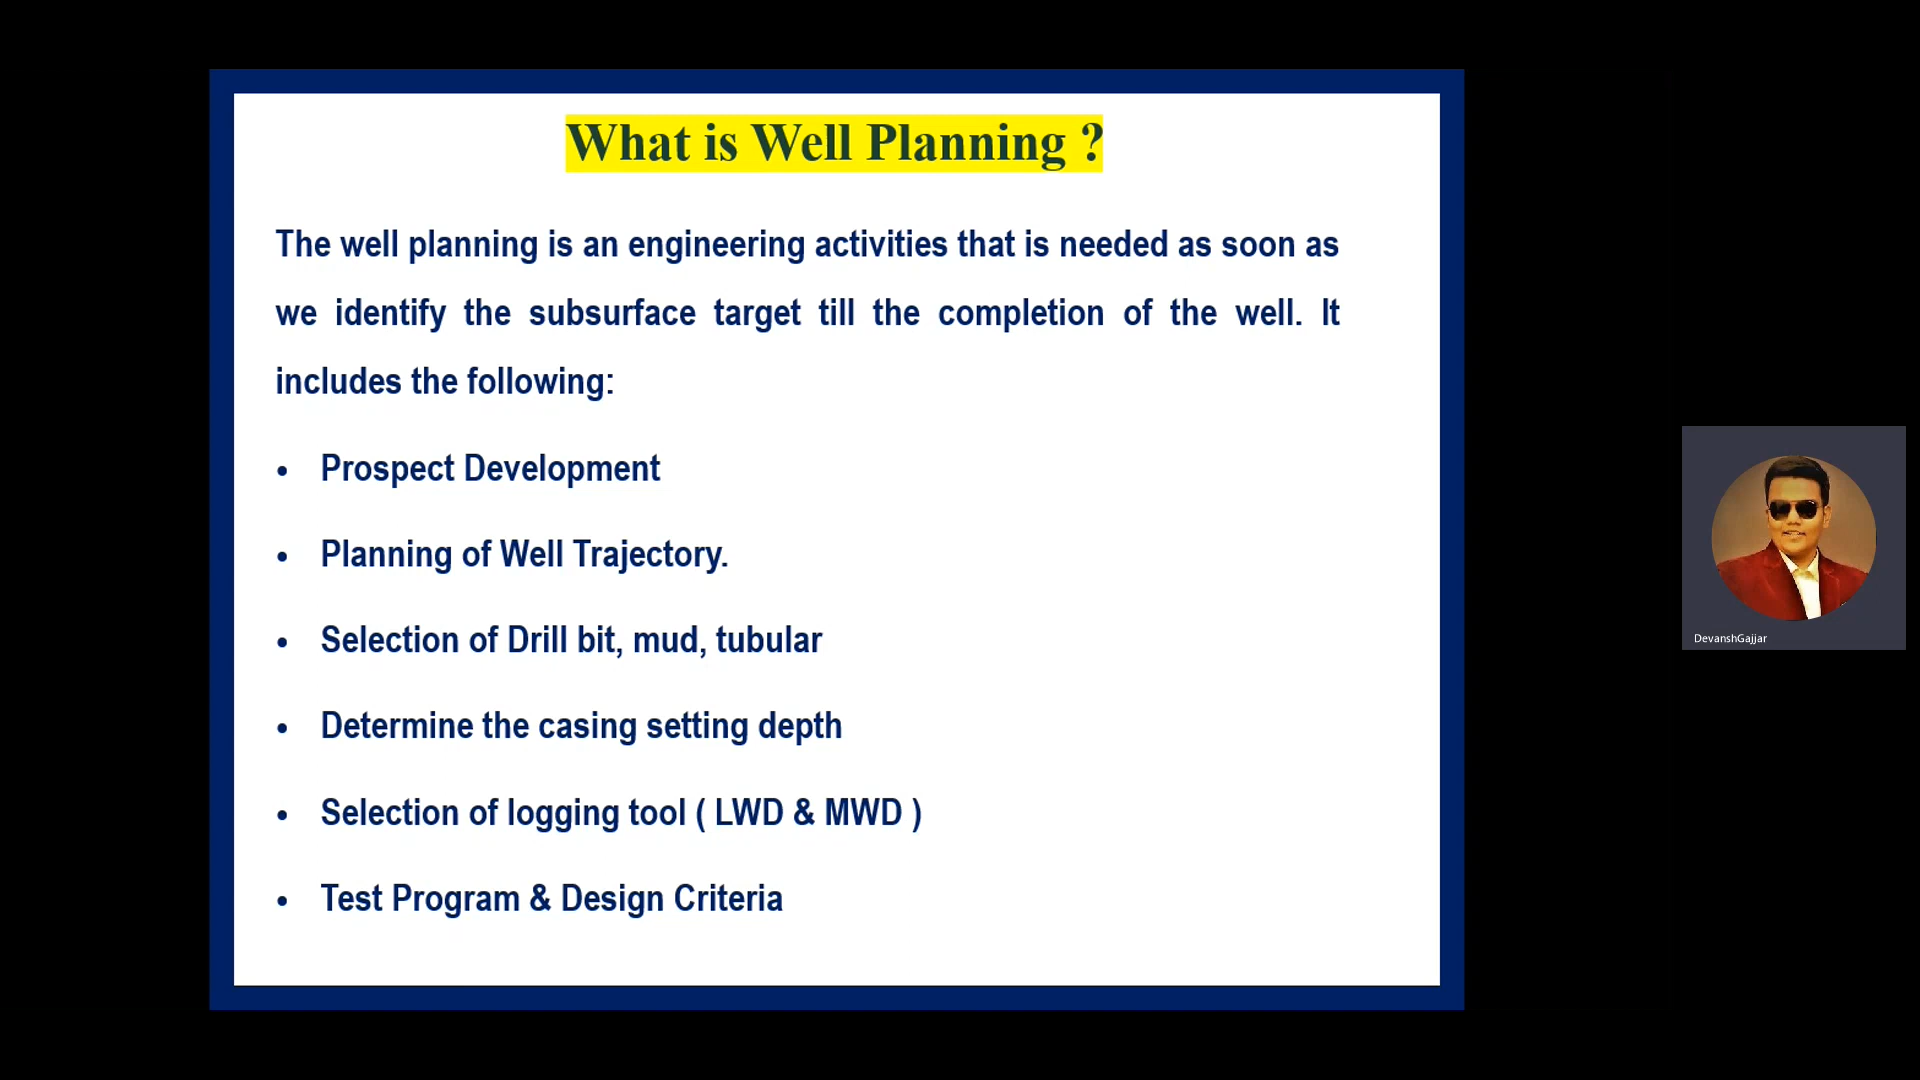 What is Well Planning ?
The well planning is an engineering activities that is needed as soon as
we identify the subsurface target till the completion of the well. It
includes the following:
• Prospect Development
• Planning of Well Trajectory.
• Selection of Drill bit, mud, tubular
• Determine the casing setting depth
• Selection of logging tool ( LWD & MWD )
• Test Program & Design Criteria
DevanshGajjar